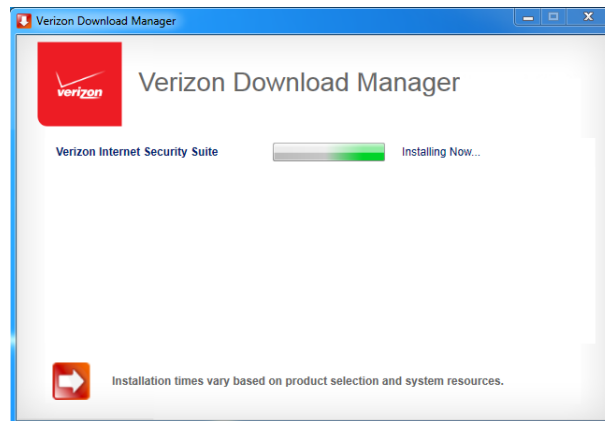 Verizon Download Manager
verizon
Verizon Download Manager
Verizon Internet Security Suite Installing Now...
Installation times vary based on product selection and system resources.